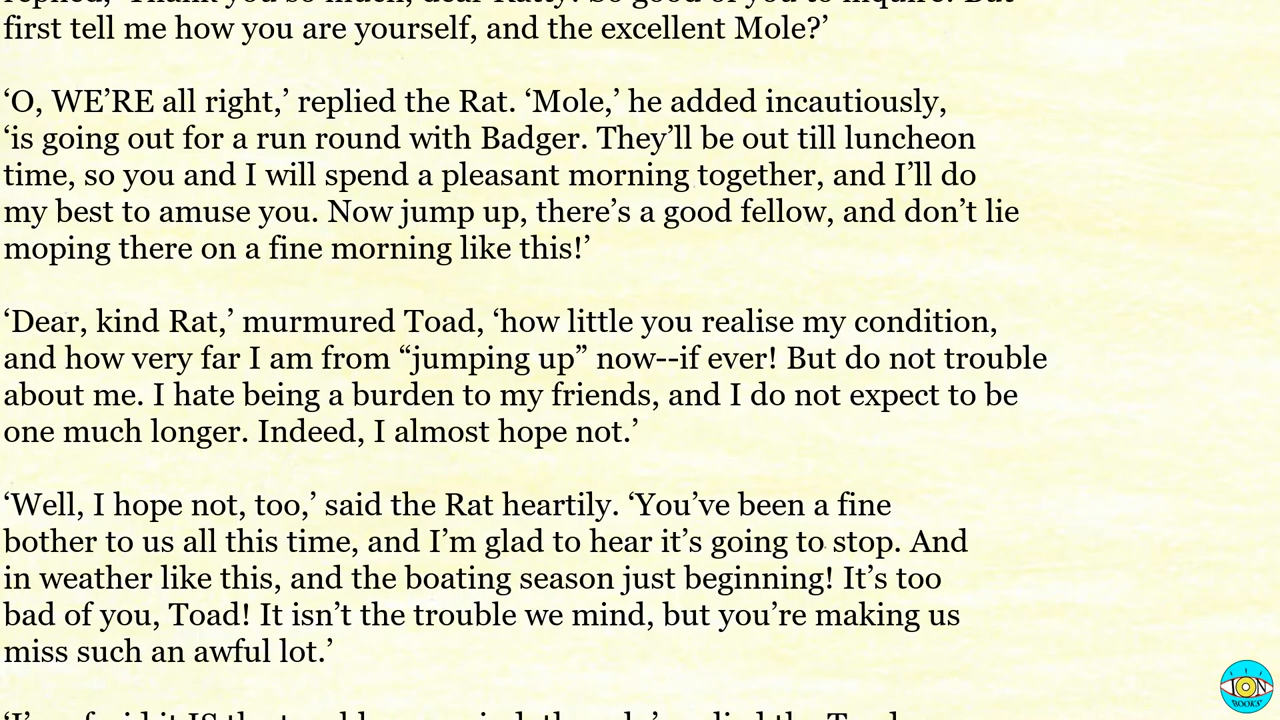 first tell me how you are yourself, and the excellent Mole?’
‘O, WE’RE all right,’ replied the Rat. ‘Mole,’ he added incautiously,
‘is going out for a run round with Badger. They’ll be out till luncheon
time, so you and I will spend a pleasant morning together, and I’ll do
my best to amuse you. Now jump up, there’s a good fellow, and don’t lie
moping there on a fine morning like this!’
‘Dear, kind Rat,’ murmured Toad, ‘how little you realise my condition,
and how very far I am from “jumping up” now--if ever! But do not trouble
about me. I hate being a burden to my friends, and I do not expect to be
one much longer. Indeed, I almost hope not.’
‘Well, I hope not, too,’ said the Rat heartily. ‘You’ve been a fine
bother to us all this time, and I’m glad to hear it’s going to stop. And
in weather like this, and the boating season just beginning! It’s too
bad of you, Toad! It isn’t the trouble we mind, but you’re making us
miss such an awful lot.’
ION
BOOKS